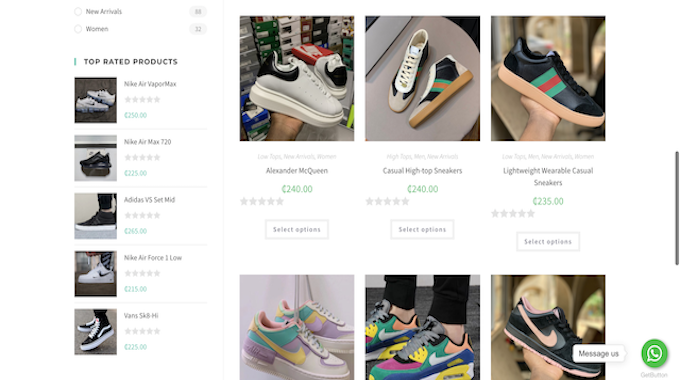 New Arrivals
88
Women
32
TOP RATED PRODUCTS
Nike Air VaporMax
₵250.00
Nike Air Max 720
₵225.00
Adidas VS Set Mid
₵265.00
Nike Air Force 1 Low
₵215.00
Vans Sk8-Hi
₵225.00
Low Tops, New Arrivals, Women
Alexander McQueen
₵240.00
Select options
High Tops, Men, New Arrivals
Casual High-top Sneakers
₵240.00
Select options
Low Tops, Men, New Arrivals, Women
Lightweight Wearable Casual
Sneakers
₵235.00
Select options
Message us
GetButton